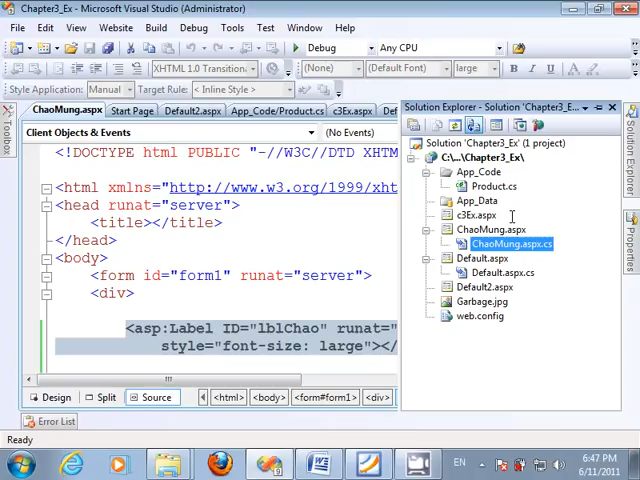 Chapter3_Ex - Microsoft Visual Studio (Administrator)
File Edit View Website Build Debug Tools Test Window Help
Debug Any CPU
XHTML 1.0 Transition (None) (Default Font) large B I U
Style Application: Manual Target Rule: < Inline Style >
ChaoMung.aspx Start Page Default2.aspx App_Code/Product.cs c3Ex.aspx
Client Objects & Events (No Events)
<!DOCTYPE html PUBLIC "-//W3C//DTD XHTM
<html xmlns="http://www.w3.org/1999/xht
<head runat="server">
<title></title>
</head>
<body>
<form id="form1" runat="server">
<div>
<asp:Label ID="lblChao" runat="
style="font-size: large"></
Design Split Source <html> <body> <form#form1> <div>
Error List
Ready
Toolbox
Solution Explorer - Solution 'Chapter3_E...
Solution 'Chapter3_Ex' (1 project)
C:\...\Chapter3_Ex\
App_Code
Product.cs
App_Data
c3Ex.aspx
ChaoMung.aspx
ChaoMung.aspx.cs
Default.aspx
Default.aspx.cs
Default2.aspx
Garbage.jpg
web.config
Solution Explorer
Properties
EN
6:47 PM
6/11/2011